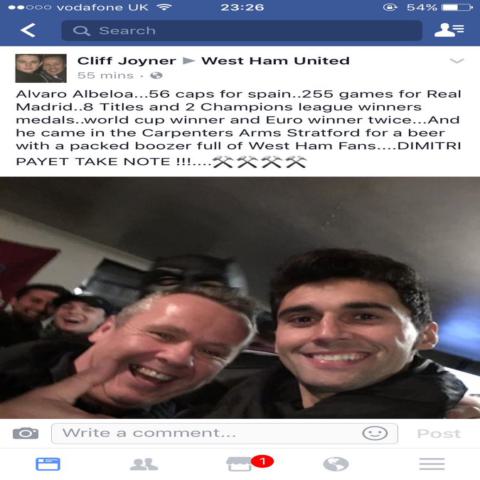 vodafone UK 23:26 54%
Search
Cliff Joyner ▶ West Ham United
55 mins ·
Alvaro Albeloa...56 caps for spain..255 games for Real
Madrid..8 Titles and 2 Champions league winners
medals..world cup winner and Euro winner twice...And
he came in the Carpenters Arms Stratford for a beer
with a packed boozer full of West Ham Fans....DIMITRI
PAYET TAKE NOTE !!!....⚒⚒⚒⚒
Write a comment... Post
1